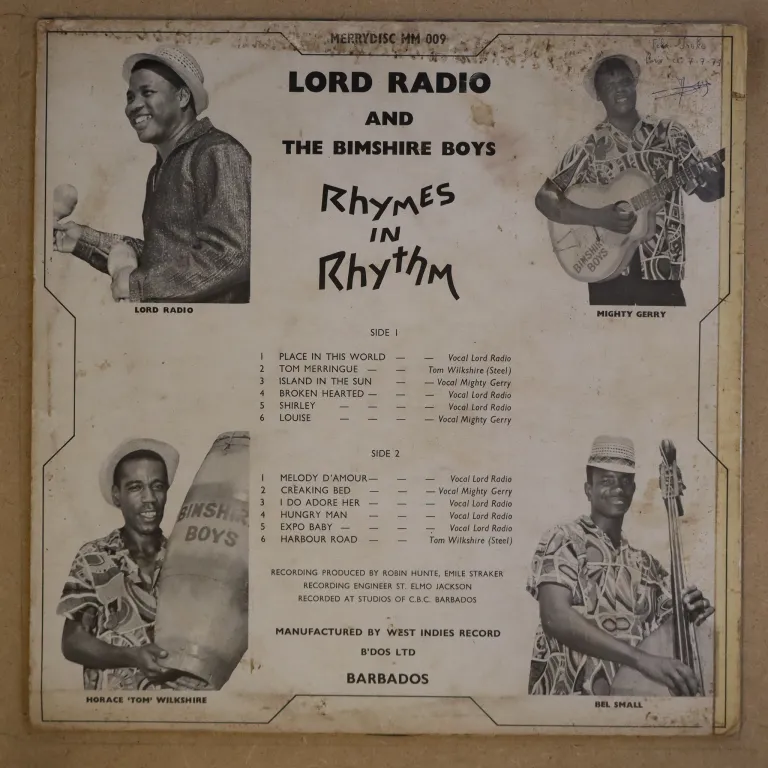 MERRYDISC MM 009
LORD RADIO
AND
THE BIMSHIRE BOYS
Rhymes
IN
Rhythm
BIMSHIRE
BOYS
LORD RADIO
MIGHTY GERRY
SIDE 1
1 PLACE IN THIS WORLD — — Vocal Lord Radio
2 TOM MERRINGUE — — Tom Wilkshire (Steel)
3 ISLAND IN THE SUN — Vocal Mighty Gerry
4 BROKEN HEARTED — — — Vocal Lord Radio
5 SHIRLEY — — — — Vocal Lord Radio
6 LOUISE — — — — Vocal Mighty Gerry
SIDE 2
1 MELODY D'AMOUR — — — Vocal Lord Radio
2 CREAKING BED — — — Vocal Mighty Gerry
3 I DO ADORE HER — — — Vocal Lord Radio
4 HUNGRY MAN — — — Vocal Lord Radio
5 EXPO BABY — — — — Vocal Lord Radio
6 HARBOUR ROAD — — Tom Wilkshire (Steel)
BIMSHIR
BOYS
RECORDING PRODUCED BY ROBIN HUNTE, EMILE STRAKER
RECORDING ENGINEER ST. ELMO JACKSON
RECORDED AT STUDIOS OF C.B.C. BARBADOS
MANUFACTURED BY WEST INDIES RECORD
B'DOS LTD
BARBADOS
HORACE 'TOM' WILKSHIRE
BEL SMALL